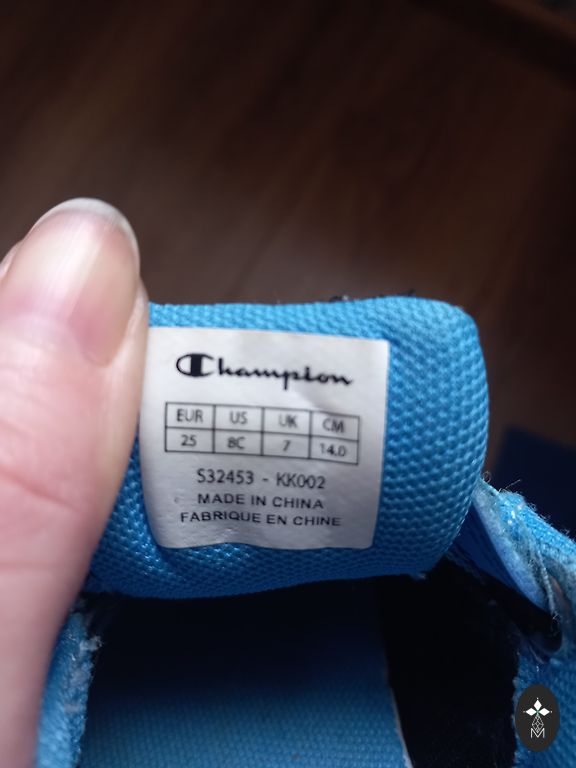 Champion
EUR US UK CM
25 8C 7 14.0
S32453 - KK002
MADE IN CHINA
FABRIQUE EN CHINE
M